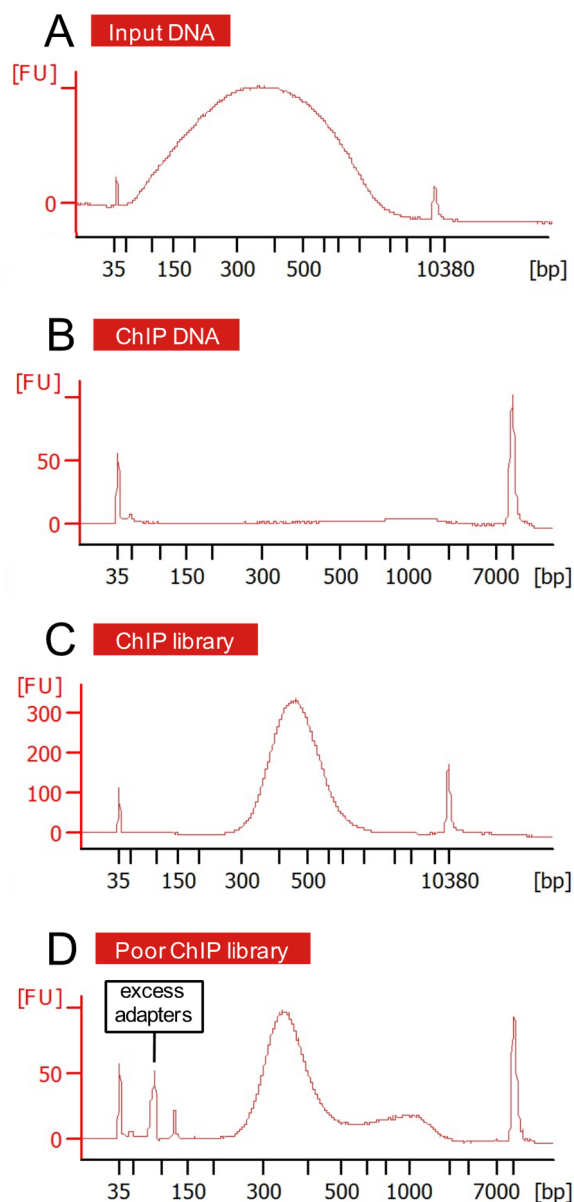 A Input DNA
[FU]
0
35 150 300 500 10380 [bp]
B ChIP DNA
[FU]
50
0
35 150 300 500 1000 7000 [bp]
C ChIP library
[FU]
300
200
100
0
35 150 300 500 10380 [bp]
D Poor ChIP library
[FU]
excess
adapters
50
0
35 150 300 500 1000 7000 [bp]